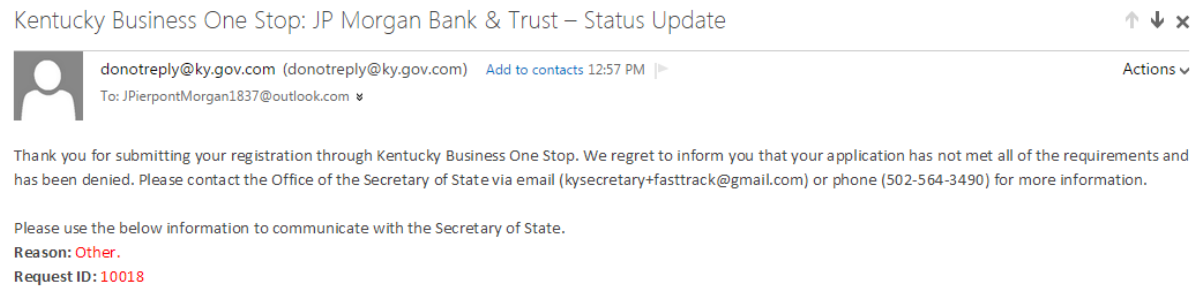 Kentucky Business One Stop: JP Morgan Bank & Trust – Status Update
donotreply@ky.gov.com (donotreply@ky.gov.com) Add to contacts 12:57 PM
Actions
To: JPierpontMorgan1837@outlook.com
Thank you for submitting your registration through Kentucky Business One Stop. We regret to inform you that your application has not met all of the requirements and
has been denied. Please contact the Office of the Secretary of State via email (kysecretary+fasttrack@gmail.com) or phone (502-564-3490) for more information.
Please use the below information to communicate with the Secretary of State.
Reason: Other.
Request ID: 10018